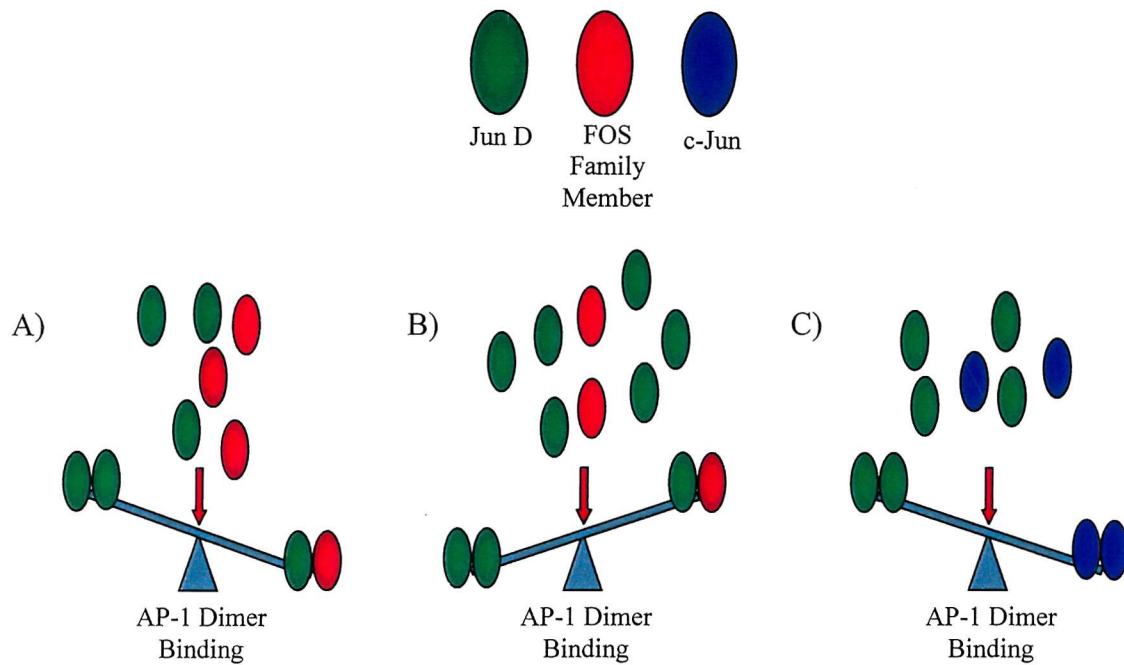 Jun D
FOS
Family
Member
c-Jun
A)
B)
C)
AP-1 Dimer
Binding
AP-1 Dimer
Binding
AP-1 Dimer
Binding